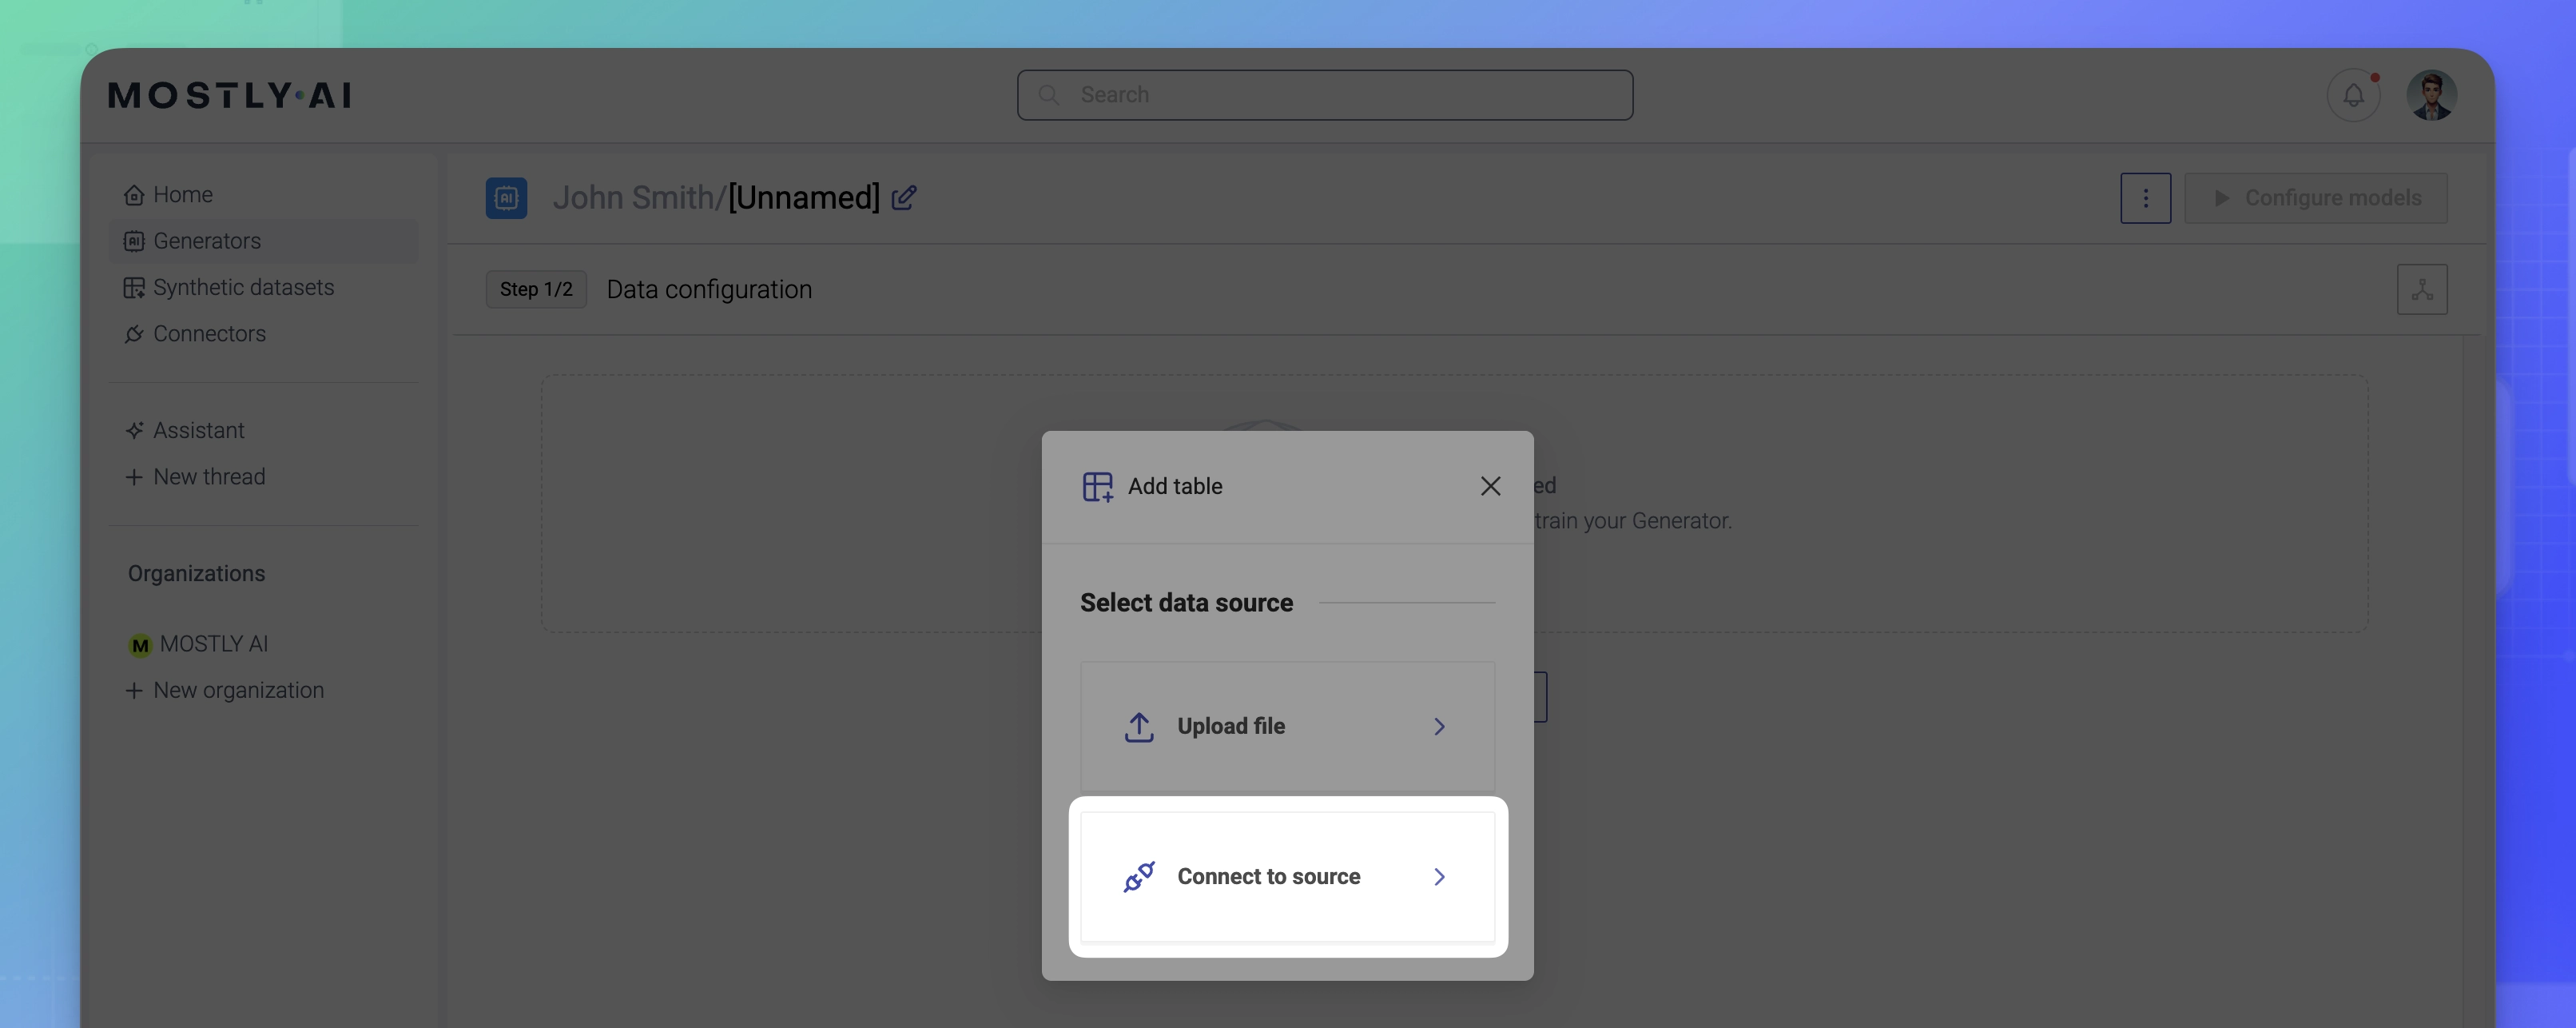 MOSTLY·AI
Search
Home
Generators
Synthetic datasets
Connectors
Assistant
New thread
Organizations
M MOSTLY AI
New organization
John Smith/[Unnamed]
Configure models
Step 1/2 Data configuration
ed
train your Generator.
Add table
Select data source
Upload file
Connect to source